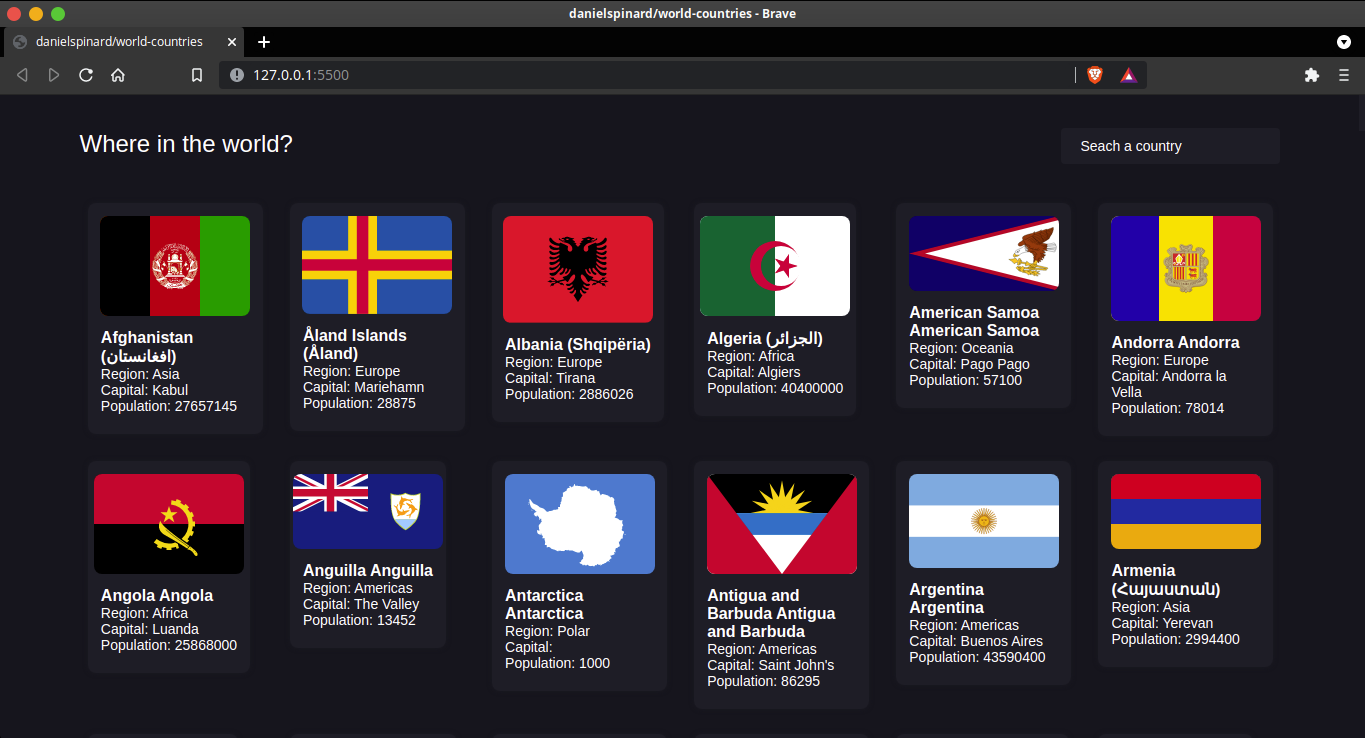 danielspinard/world-countries - Brave
danielspinard/world-countries
127.0.0.1:5500
Where in the world?
Seach a country
Afghanistan
(افغانستان)
Region: Asia
Capital: Kabul
Population: 27657145
Åland Islands
(Åland)
Region: Europe
Capital: Mariehamn
Population: 28875
Albania (Shqipëria)
Region: Europe
Capital: Tirana
Population: 2886026
Algeria (الجزائر)
Region: Africa
Capital: Algiers
Population: 40400000
American Samoa
American Samoa
Region: Oceania
Capital: Pago Pago
Population: 57100
Andorra Andorra
Region: Europe
Capital: Andorra la
Vella
Population: 78014
Angola Angola
Region: Africa
Capital: Luanda
Population: 25868000
Anguilla Anguilla
Region: Americas
Capital: The Valley
Population: 13452
Antarctica
Antarctica
Region: Polar
Capital:
Population: 1000
Antigua and
Barbuda Antigua
and Barbuda
Region: Americas
Capital: Saint John's
Population: 86295
Argentina
Argentina
Region: Americas
Capital: Buenos Aires
Population: 43590400
Armenia
(Հայաստան)
Region: Asia
Capital: Yerevan
Population: 2994400